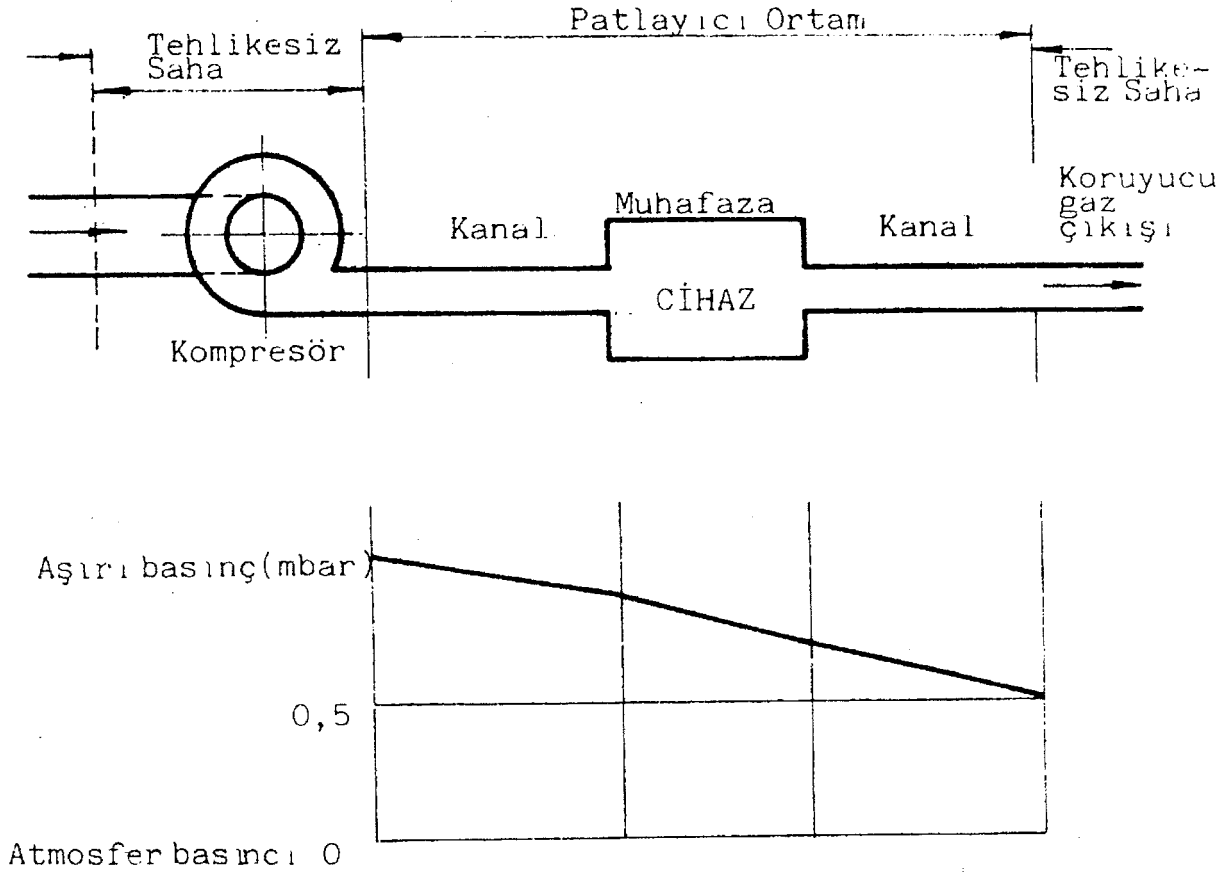 Patlayıcı Ortam
Tehlikesiz
Saha
Tehlike-
siz Saha
Koruyucu
gaz
çıkışı
Muhafaza
Kanal
Kanal
CİHAZ
Kompresör
Aşırı basınç(mbar)
0,5
Atmosfer basıncı 0